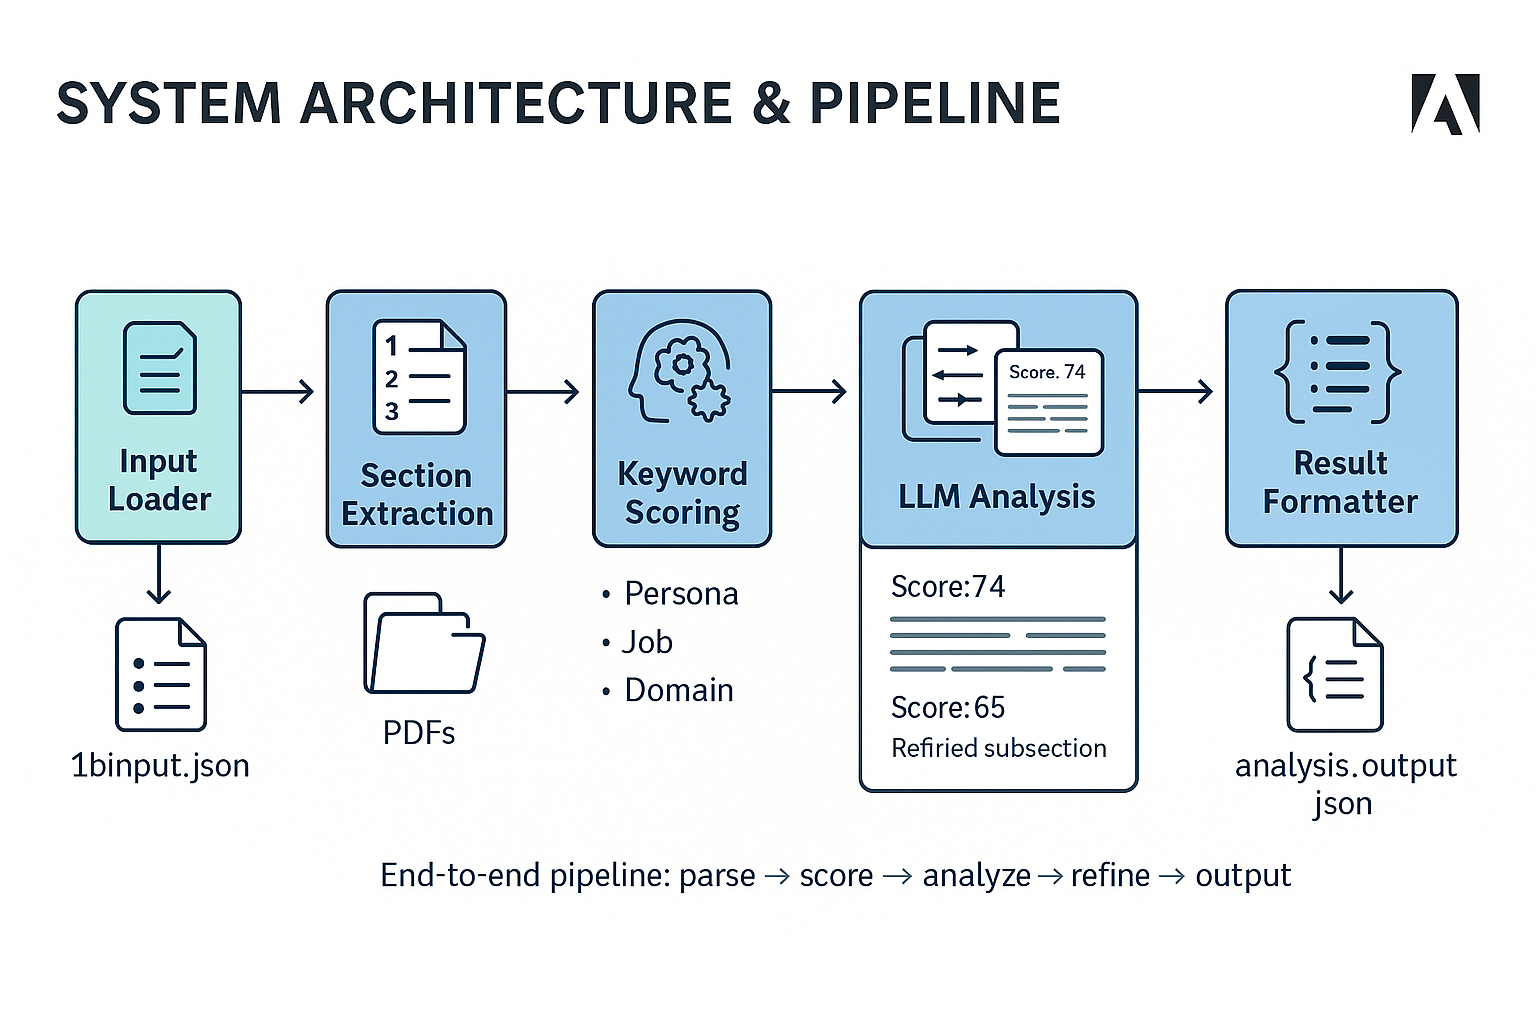 SYSTEM ARCHITECTURE & PIPELINE
Input
Loader
1binput.json
1
2
3
Section
Extraction
PDFs
Keyword
Scoring
• Persona
• Job
• Domain
Score. 74
LLM Analysis
Score:74
Score:65
Refiried subsection
Result
Formatter
analysis.output
json
End-to-end pipeline: parse → score → analyze → refine → output